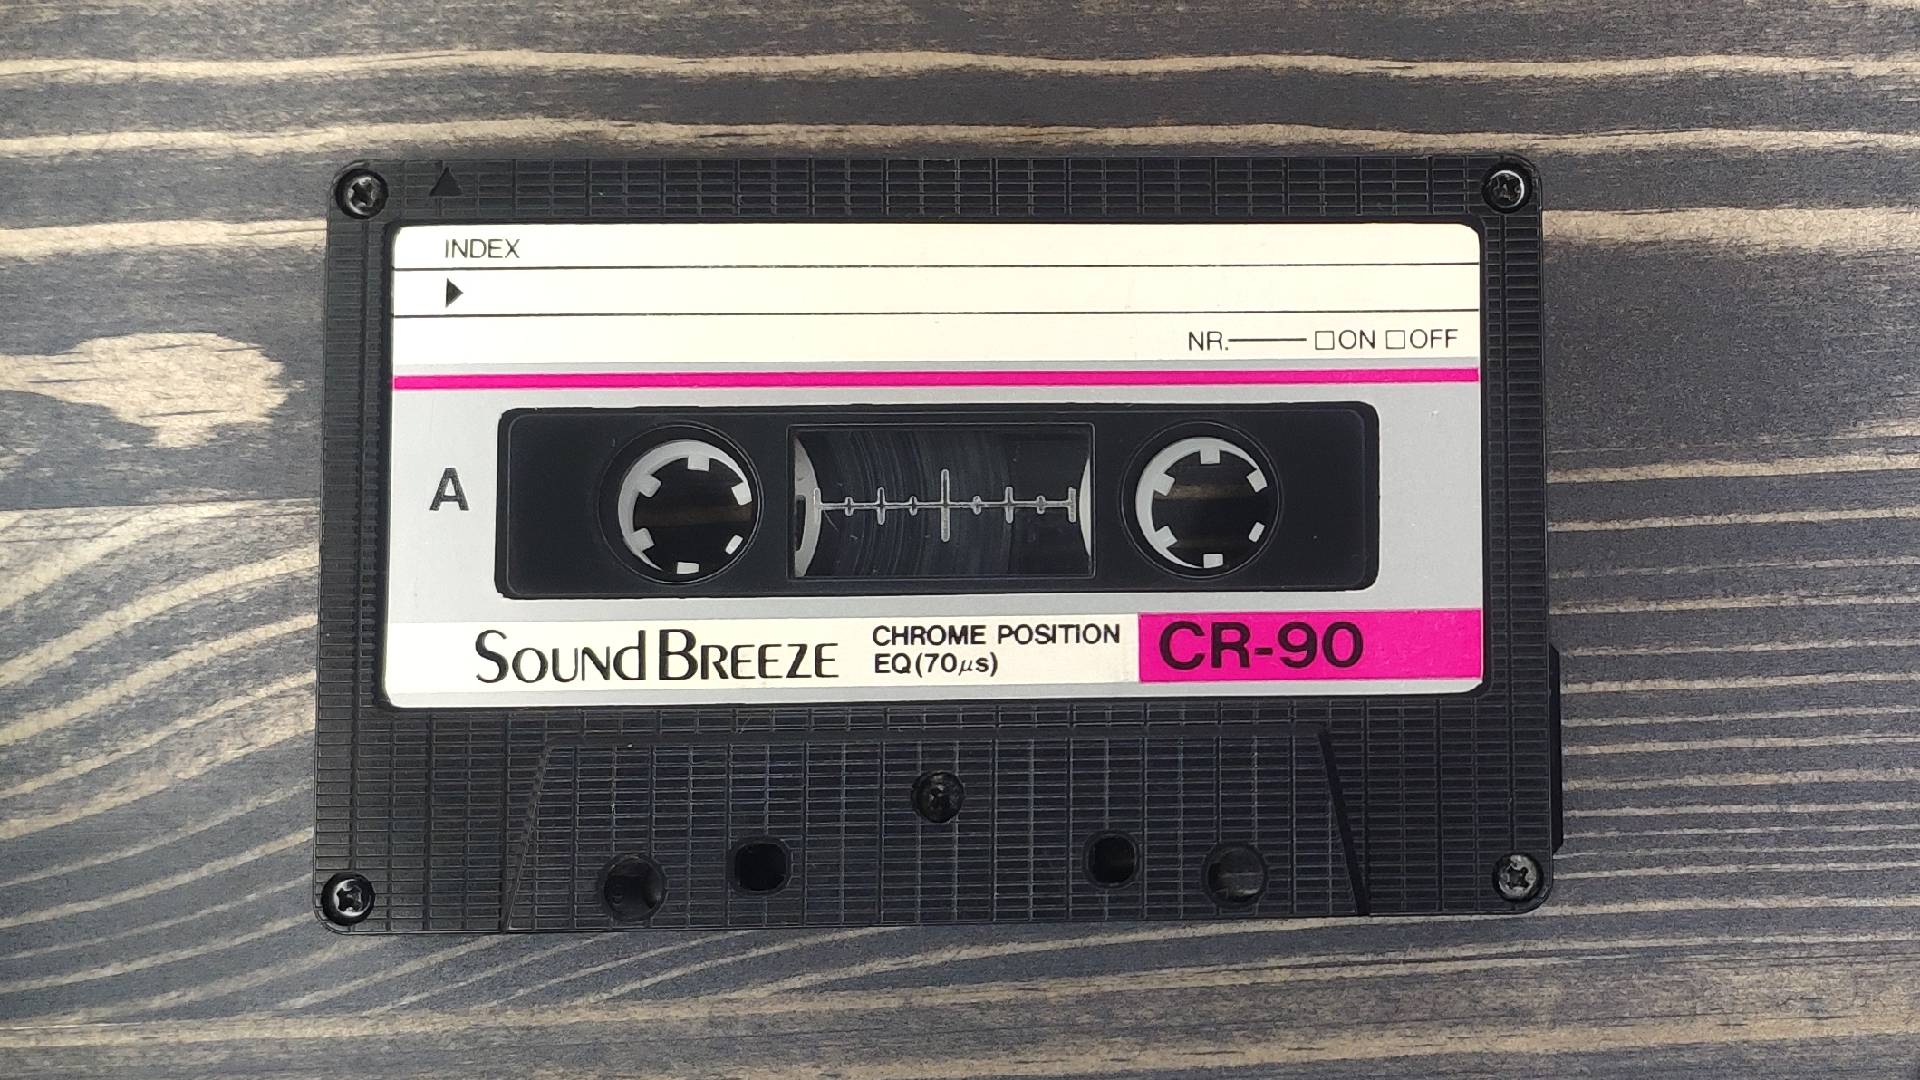 INDEX
NR. □ON □OFF
A
SOUND BREEZE
CHROME POSITION
EQ(70μs)
CR-90